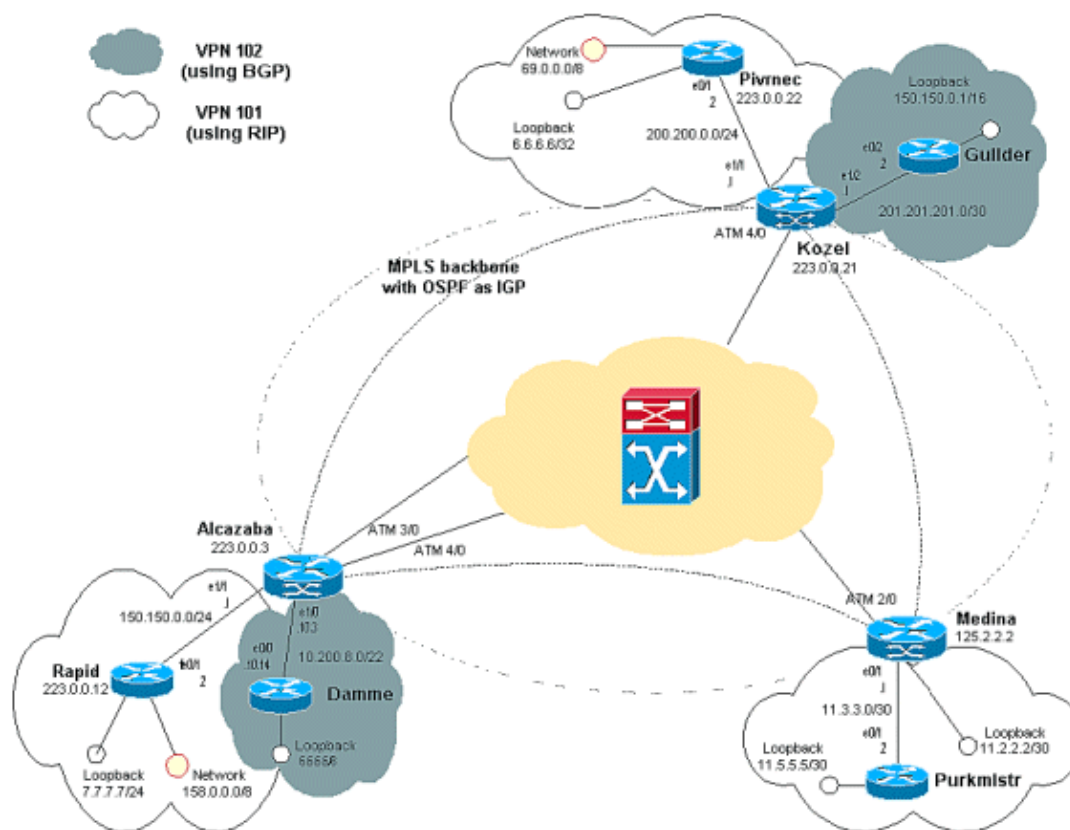 VPN 102
(using BGP)
VPN 101
(using RIP)
Network
69.0.0.0/8
Pivrnec
223.0.0.22
e0/1
2
Loopback
6.6.6.6/32
200.200.0.0/24
e1/1
.1
Loopback
150.150.0.1/16
Guilder
e0/2
2
e1/2
.1
201.201.201.0/30
ATM 4/0
Kozel
223.0.0.21
MPLS backbone
with OSPF as IGP
Alcazaba
223.0.0.3
ATM 3/0
ATM 4/0
e1/1
.1
150.150.0.0/24
Rapid
223.0.0.12
2
Loopback
7.7.7.7/24
Network
158.0.0.0/8
e1/0
.103
e0/0
10.200.8.0/22
Damme
Loopback
ATM 2/0
Medina
125.2.2.2
e0/1
.1
11.3.3.0/30
e0/1
2
Loopback
11.5.5.5/30
Loopback
11.2.2.2/30
Purkmistr